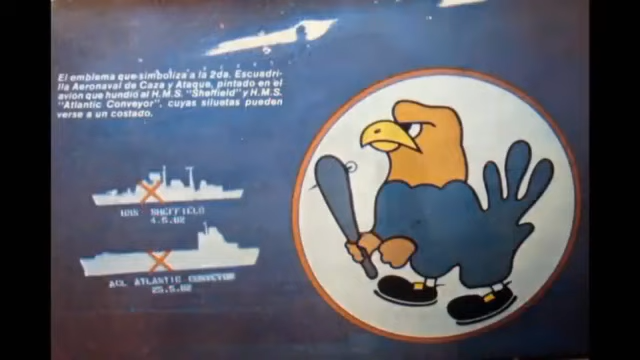 El emblema que simboliza a la 2da. Escuadri-
lla Aeronaval de Caza y Ataque, pintado en el
avion que hundió al H.M.S. "Sheffield" y H.M.S.
"Atlantic Conveyor", cuyas siluetas pueden
verse a un costado.
HMS SHEFFIELD
4.5.82
ACL ATLANTIC CONVEYOR
25.5.82